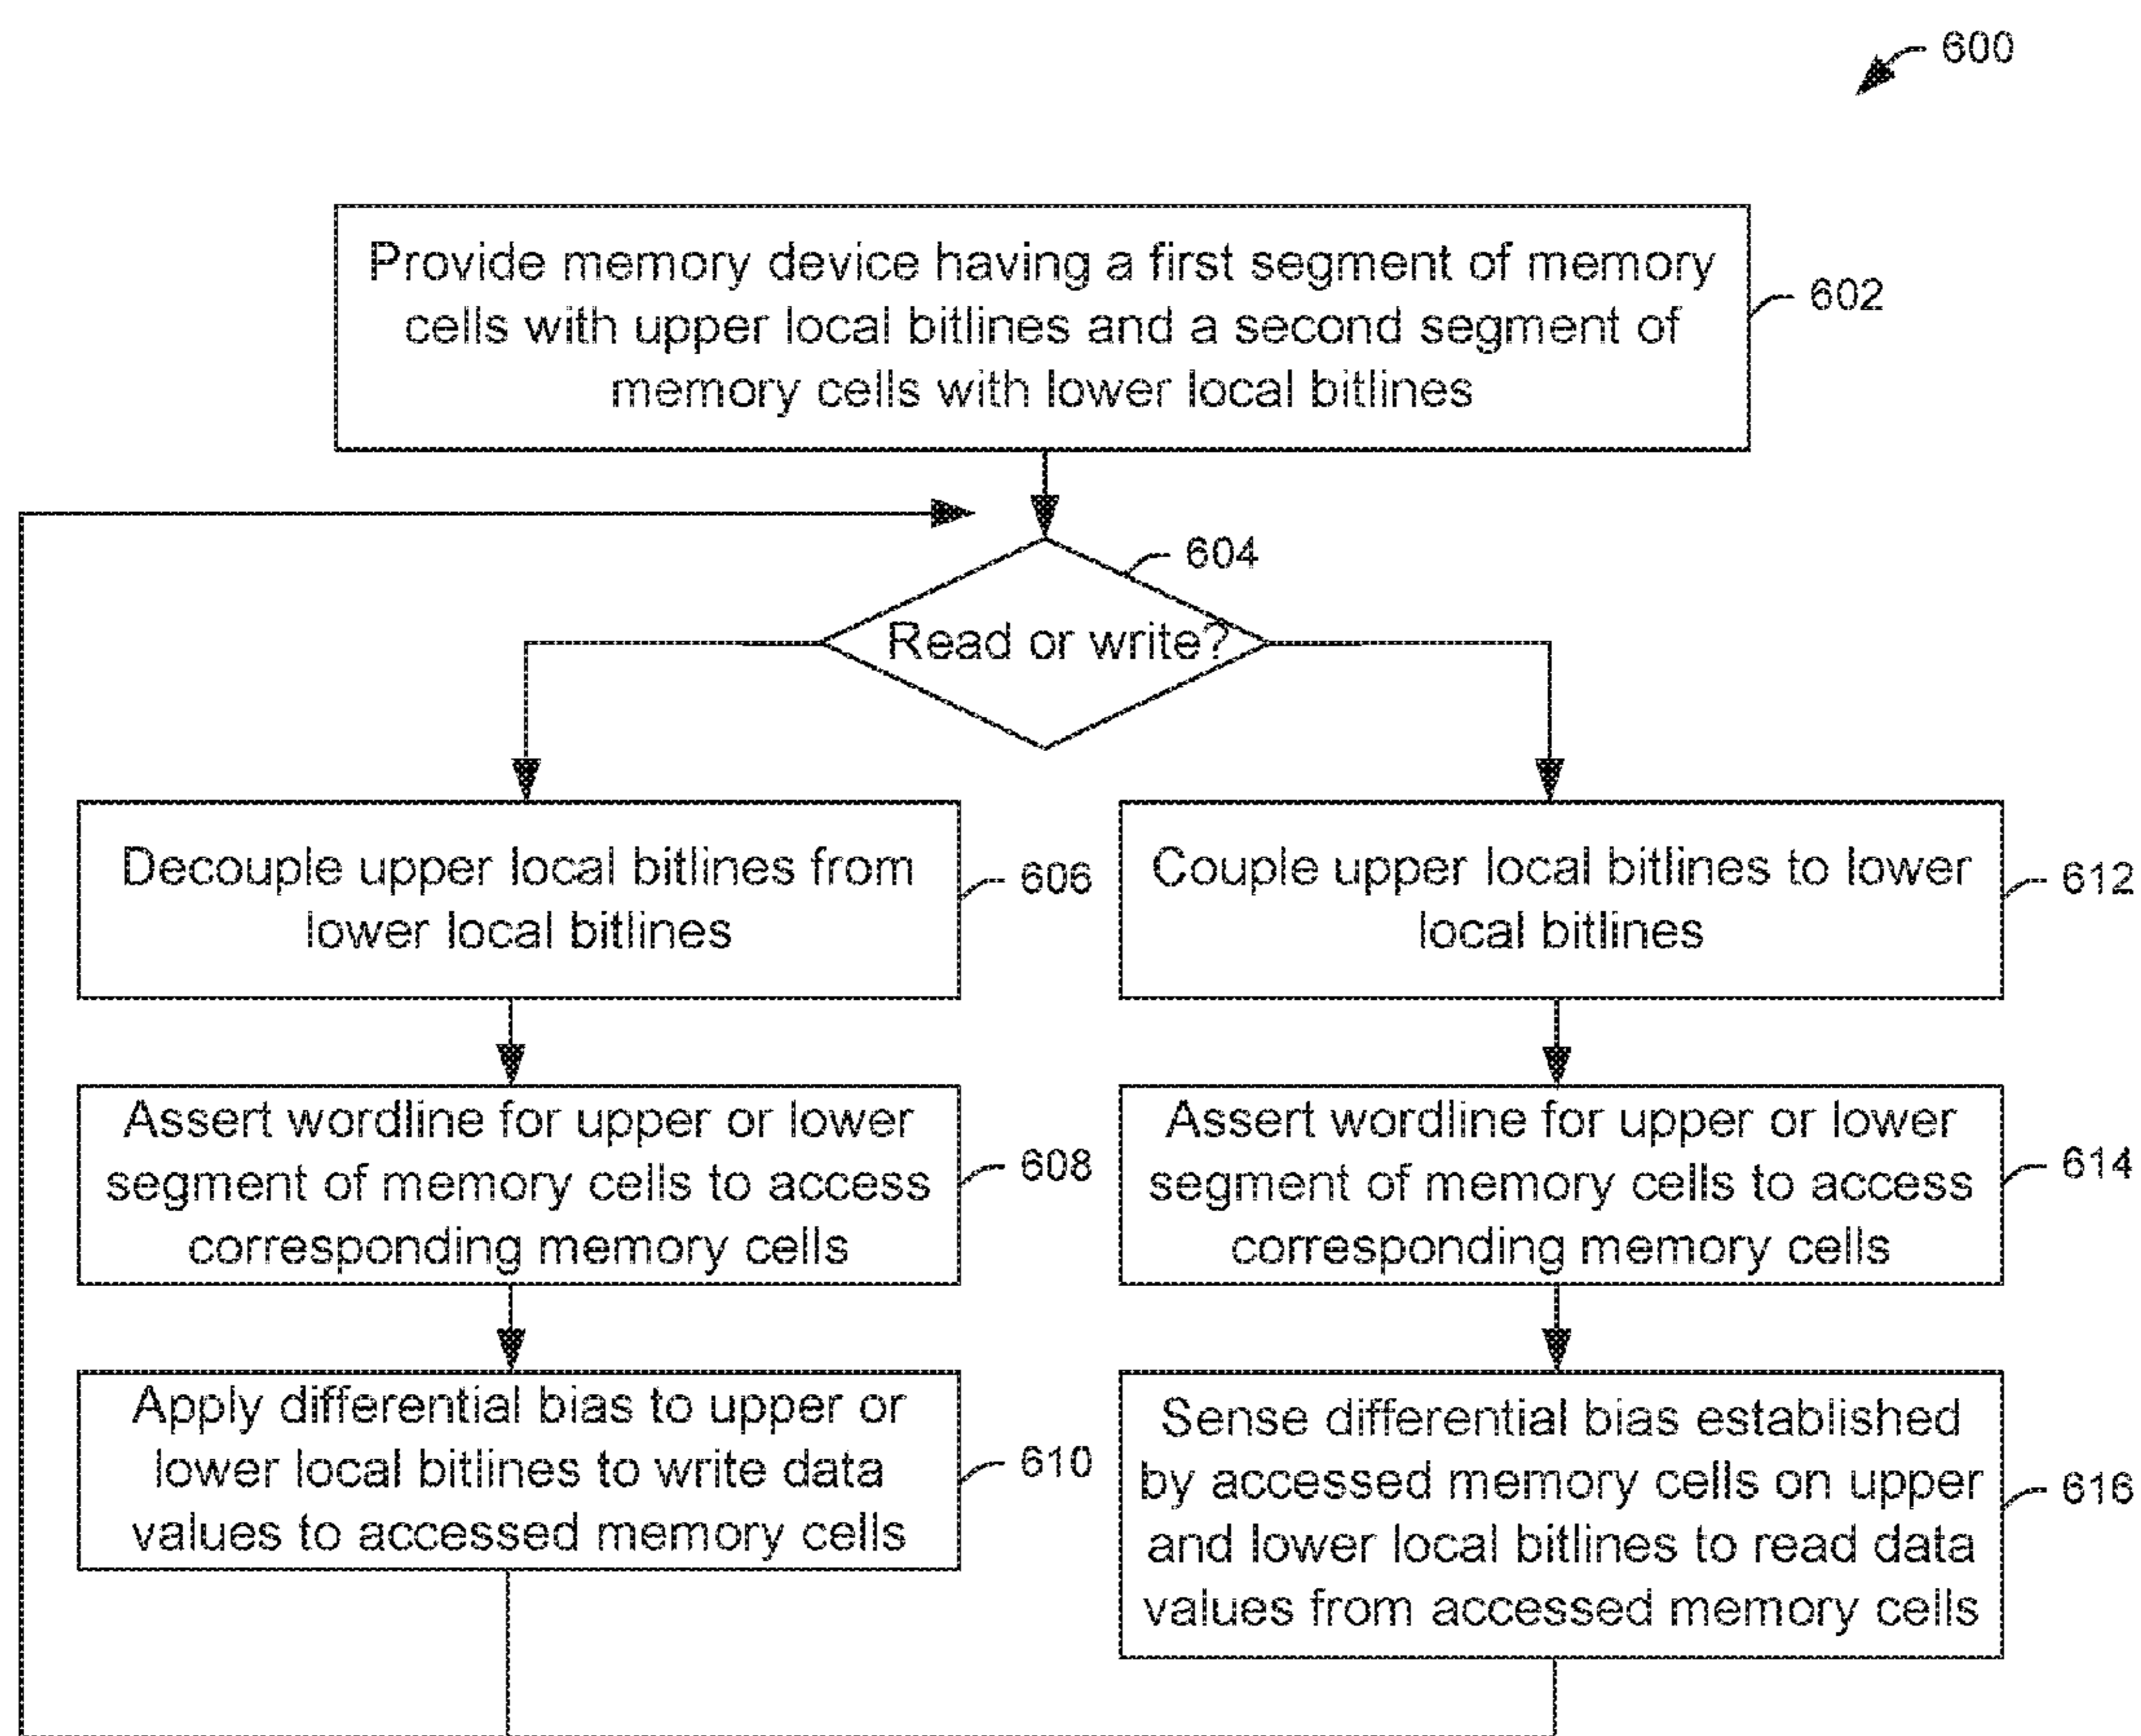 600
Provide memory device having a first segment of memory
cells with upper local bitlines and a second segment of
memory cells with lower local bitlines
602
604
Read or write?
Decouple upper local bitlines from
lower local bitlines
606
Couple upper local bitlines to lower
local bitlines
612
Assert wordline for upper or lower
segment of memory cells to access
corresponding memory cells
608
Assert wordline for upper or lower
segment of memory cells to access
corresponding memory cells
614
Apply differential bias to upper or
lower local bitlines to write data
values to accessed memory cells
610
Sense differential bias established
by accessed memory cells on upper
and lower local bitlines to read data
values from accessed memory cells
616